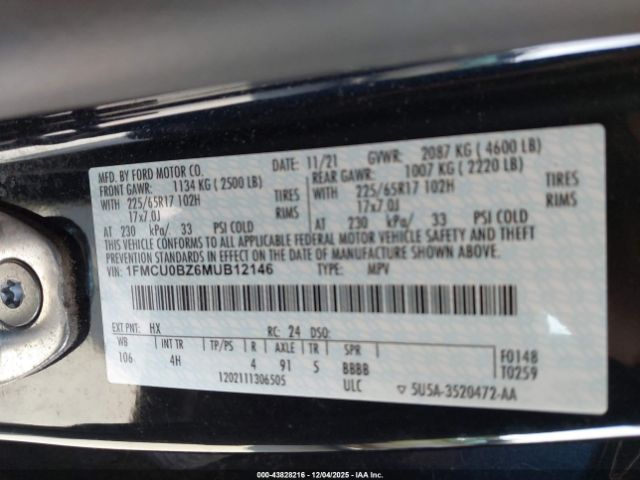 MFD. BY FORD MOTOR CO. DATE: 11/21 GVWR: 2087 KG ( 4600 LB)
FRONT GAWR: 1134 KG ( 2500 LB) REAR GAWR: 1007 KG ( 2220 LB)
WITH 225/65R17 102H TIRES WITH 225/65R17 102H TIRES
17x7.0J RIMS 17x7.0J RIMS
AT 230 kPa/ 33 PSI COLD AT 230 kPa/ 33 PSI COLD
THIS VEHICLE CONFORMS TO ALL APPLICABLE FEDERAL MOTOR VEHICLE SAFETY AND THEFT
PREVENTION STANDARDS IN EFFECT ON THE DATE OF MANUFACTURE SHOWN ABOVE.
VIN: 1FMCU0BZ6MUB12146 TYPE: MPV
EXT PNT: HX RC: 24 DSO:
WB INT TR TP/PS R AXLE TR SPR
106 4H 4 91 5 BBBB
1202111306505 ULC
F0148
T0259
5USA-3520472-AA
000-43828216 - 12/04/2025 - IAA Inc.